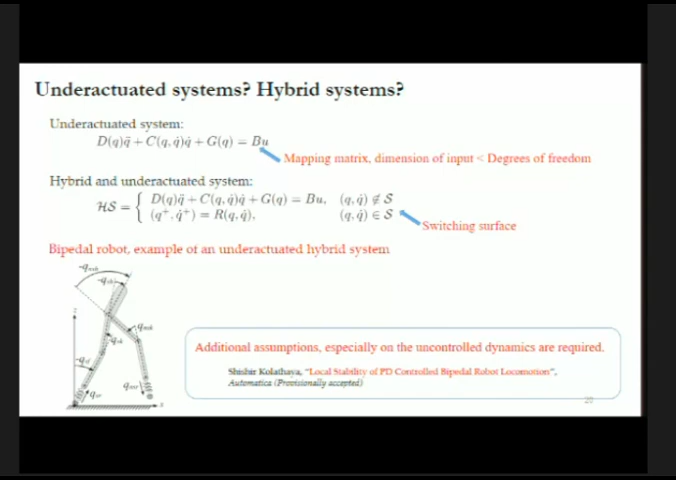 Underactuated systems? Hybrid systems?
Underactuated system:
D(q)q̈ + C(q, q̇)q̇ + G(q) = Bu
Mapping matrix, dimension of input < Degrees of freedom
Hybrid and underactuated system:
ℋS = { D(q)q̈ + C(q, q̇)q̇ + G(q) = Bu, (q, q̇) ∉ S
(q⁺, q̇⁺) = R(q, q̇), (q, q̇) ∈ S
Switching surface
Bipedal robot, example of an underactuated hybrid system
Additional assumptions, especially on the uncontrolled dynamics are required.
Shishir Kolathaya, "Local Stability of PD Controlled Bipedal Robot Locomotion",
Automatica (Provisionally accepted)